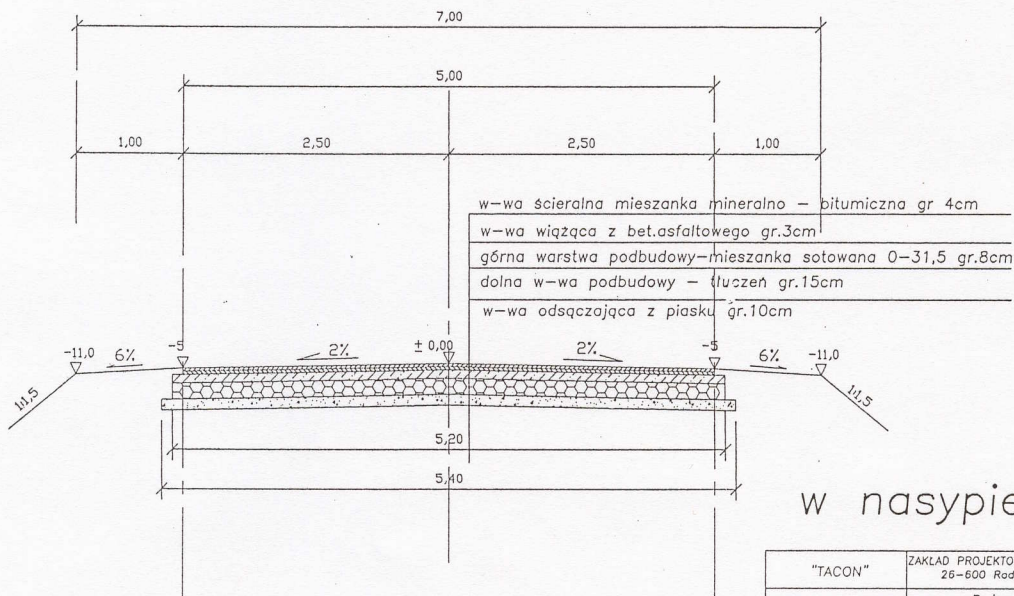 7,00
5,00
1,00 2,50 2,50 1,00
w-wa ścieralna mieszanka mineralno - bitumiczna gr 4cm
w-wa wiążąca z bet.asfaltowego gr.3cm
górna warstwa podbudowy-mieszanka sotowana 0-31,5 gr.8cm
dolna w-wa podbudowy - tłuczeń gr.15cm
w-wa odsączająca z piasku gr.10cm
-11,0 6% -5 2% ± 0,00 2% -5 6% -11,0
1:1,5 1:1,5
5,20
5,40
w nasypie
"TACON" ZAKŁAD PROJEKTO
26-600 Rad